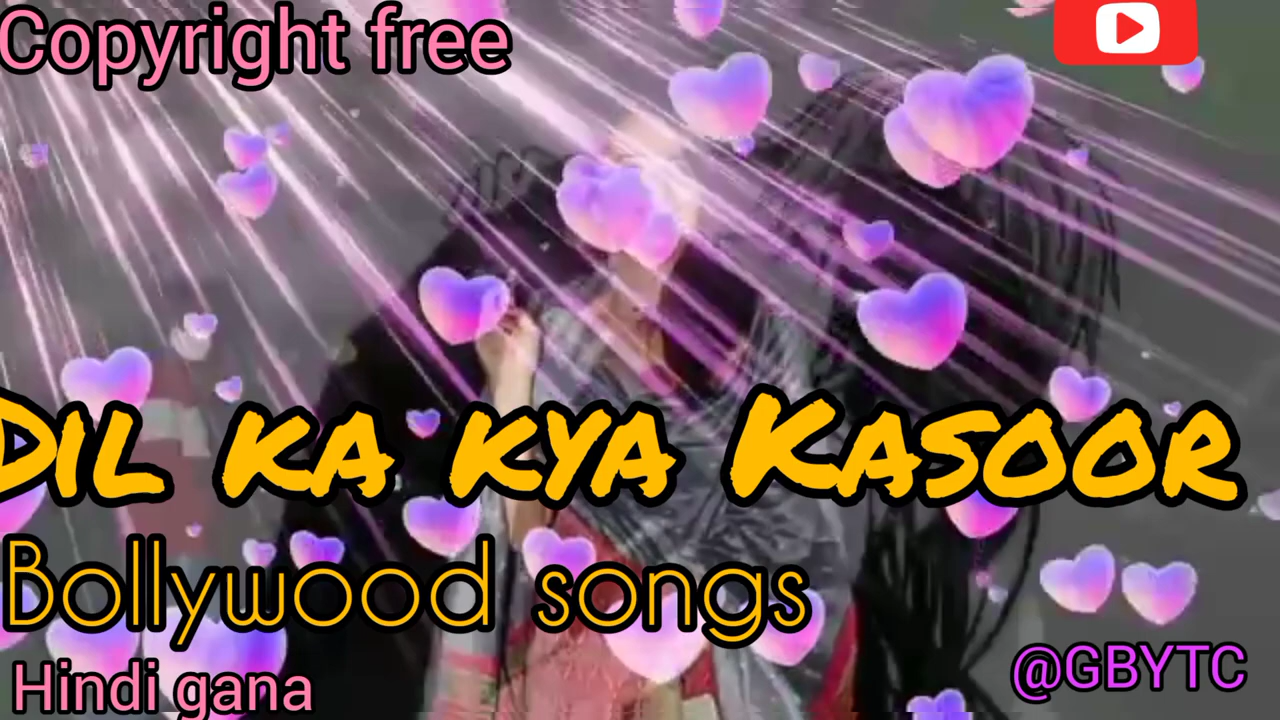 Copyright free
Dil ka kya Kasoor
Bollywood songs
Hindi gana
@GBYTC